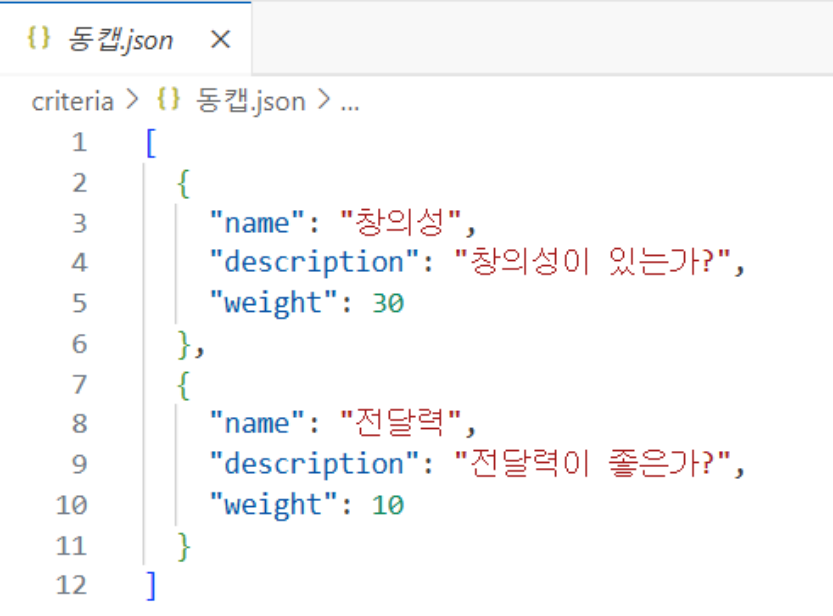 {} 동캡.json ×
criteria > {} 동캡.json > ...
1 [
2 {
3 "name": "창의성",
4 "description": "창의성이 있는가?",
5 "weight": 30
6 },
7 {
8 "name": "전달력",
9 "description": "전달력이 좋은가?",
10 "weight": 10
11 }
12 ]